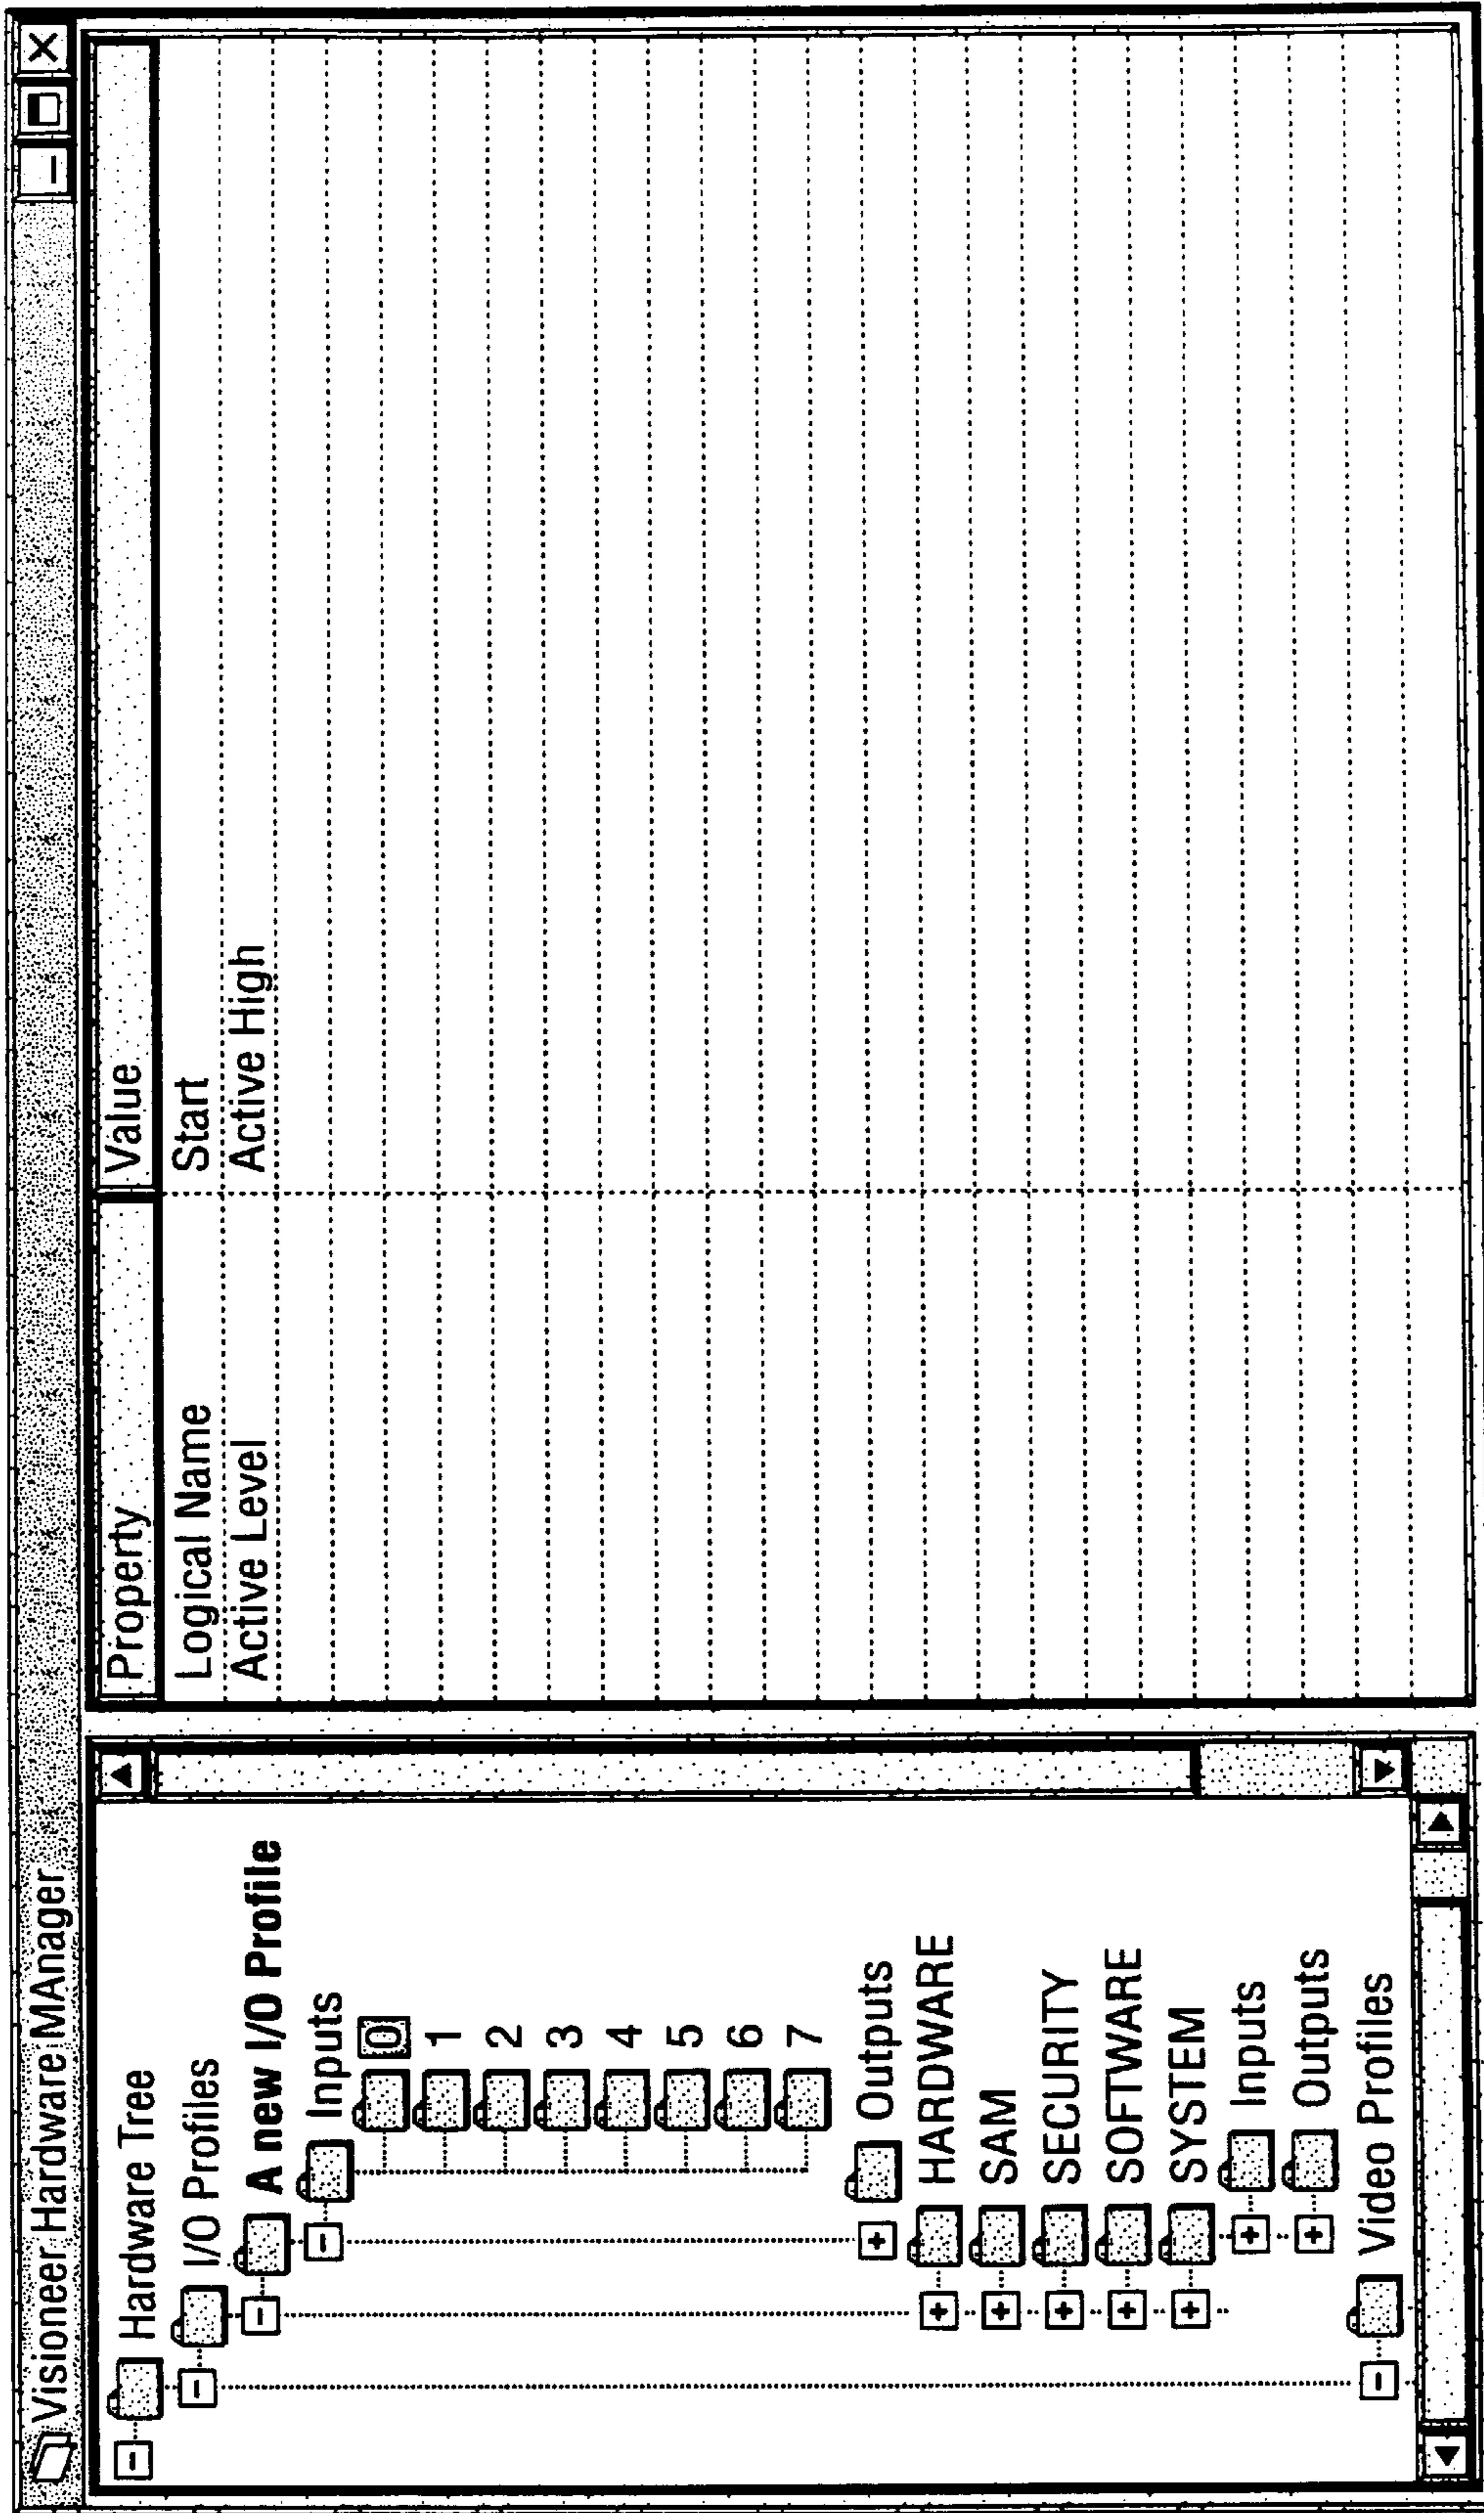 Visioneer Hardware MAnager
Hardware Tree
I/O Profiles
A new I/O Profile
Inputs
0
1
2
3
4
5
6
7
Outputs
HARDWARE
SAM
SECURITY
SOFTWARE
SYSTEM
Inputs
Outputs
Video Profiles
Property Value
Logical Name Start
Active Level Active High